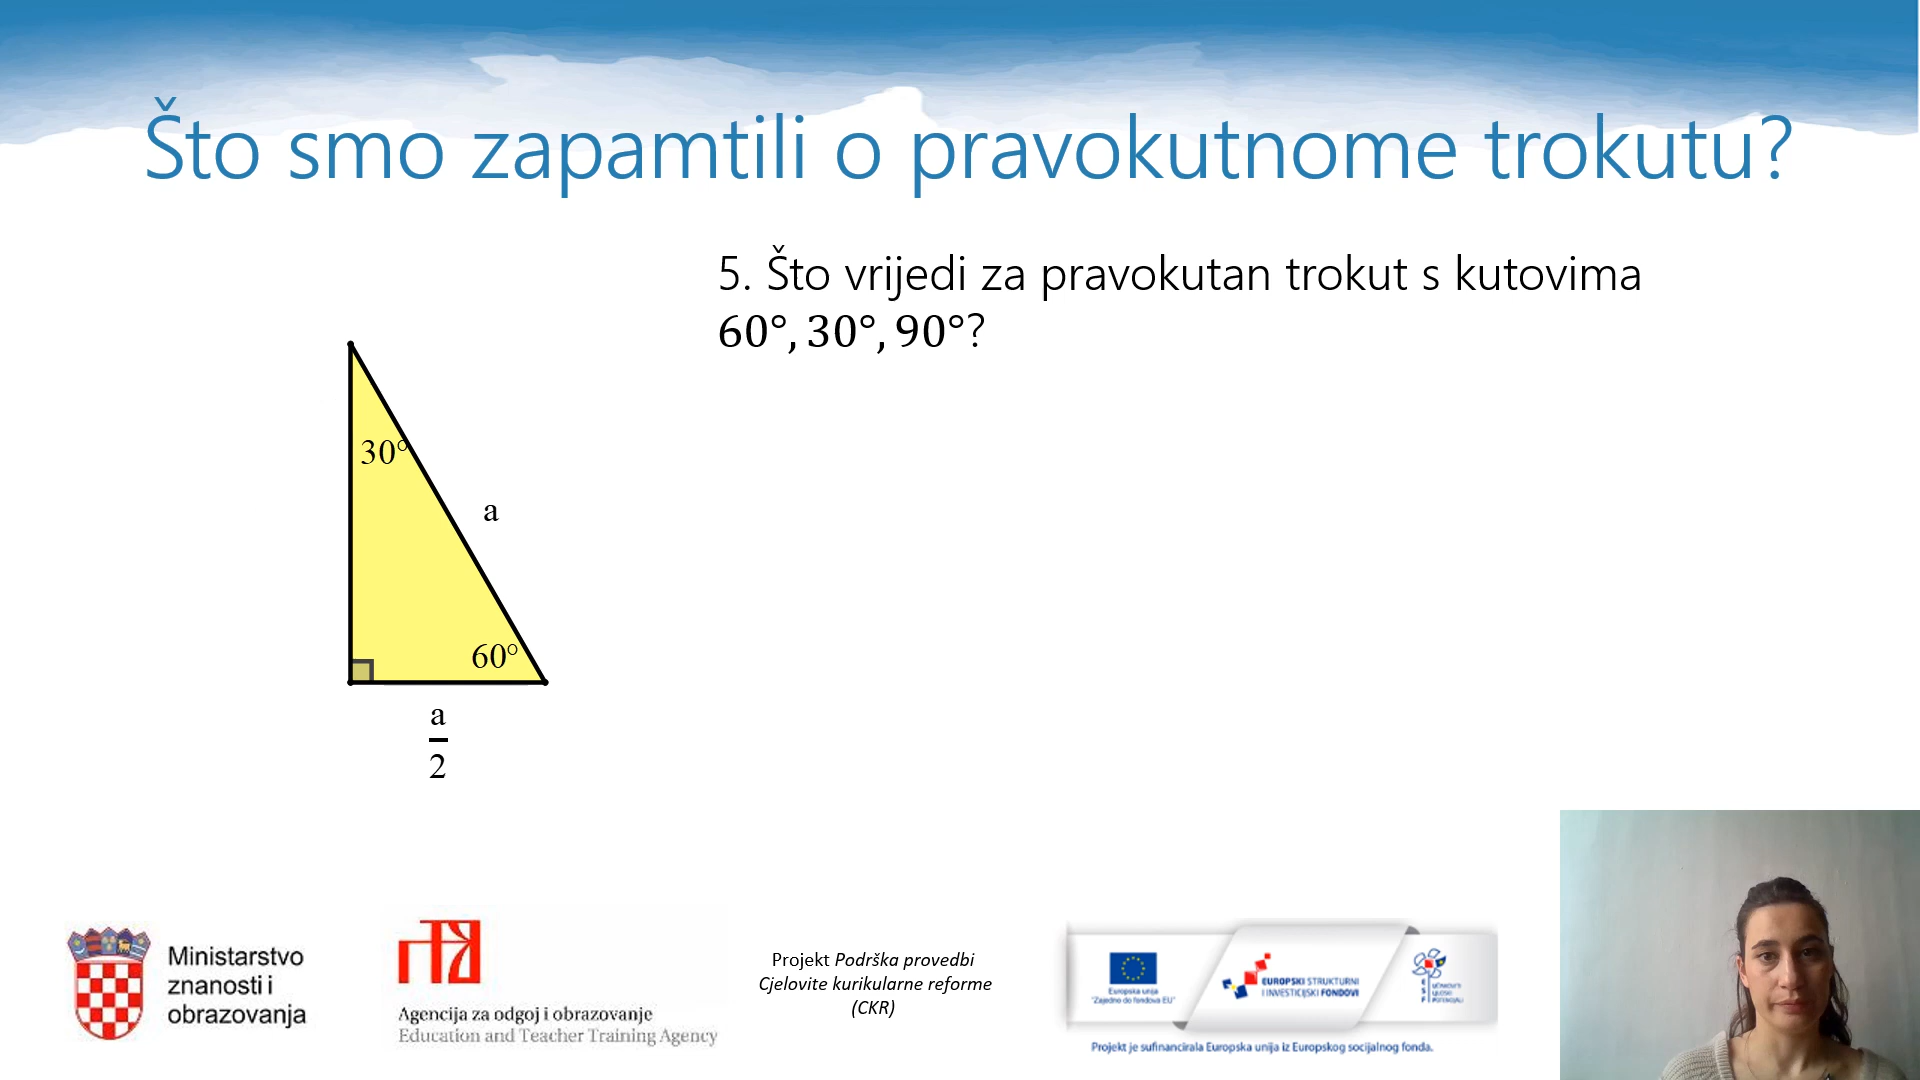 Što smo zapamtili o pravokutnome trokutu?
5. Što vrijedi za pravokutan trokut s kutovima
60°, 30°, 90°?
30°
a
60°
a
2
Ministarstvo
znanosti i
obrazovanja
Agencija za odgoj i obrazovanje
Education and Teacher Training Agency
Projekt Podrška provedbi
Cjelovite kurikularne reforme
(CKR)
Europska unija
"Zajedno do fondova EU"
EUROPSKI STRUKTURNI
I INVESTICIJSKI FONDOVI
Projekt je sufinancirala Europska unija iz Europskog socijalnog fonda.